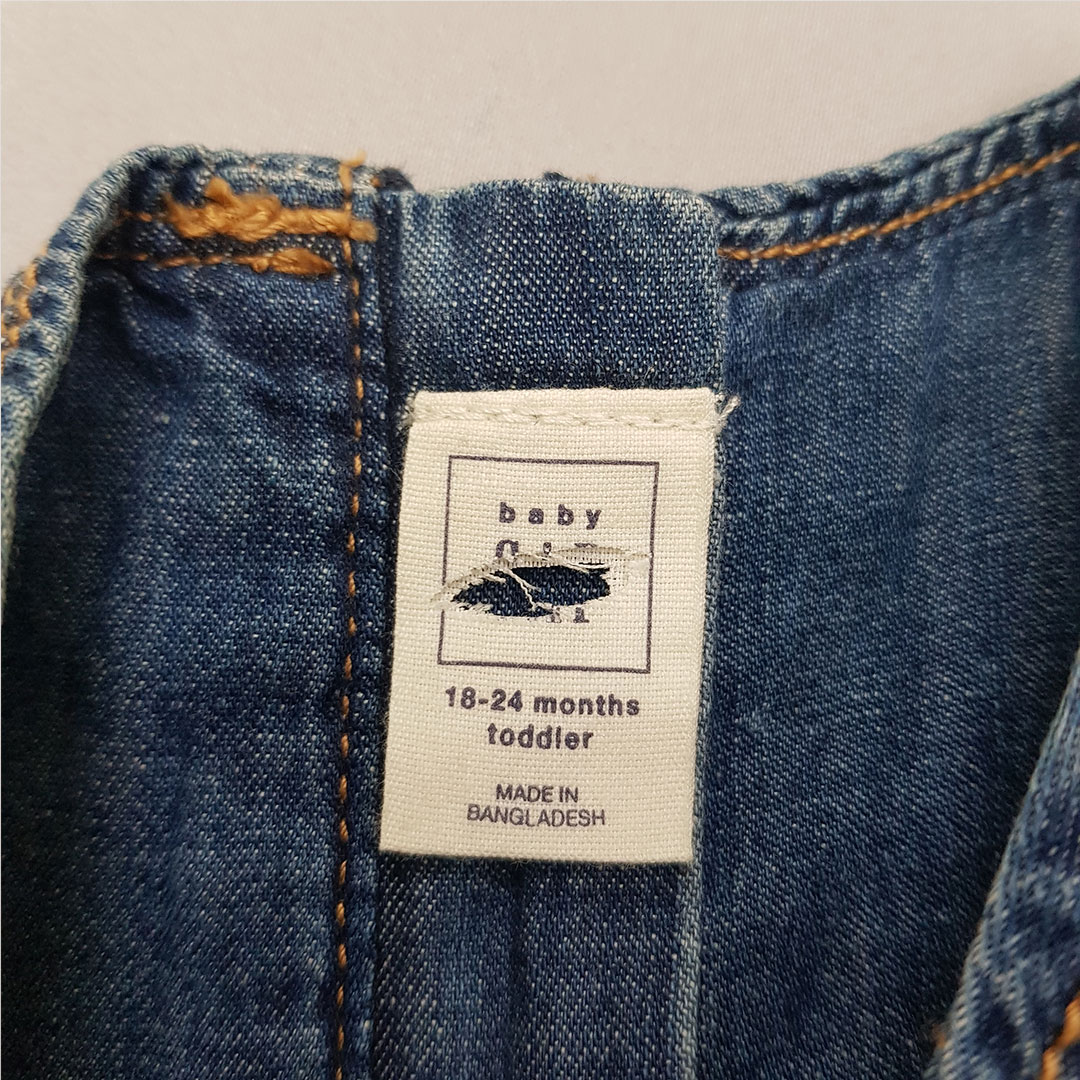 baby
18-24 months
toddler
MADE IN
BANGLADESH